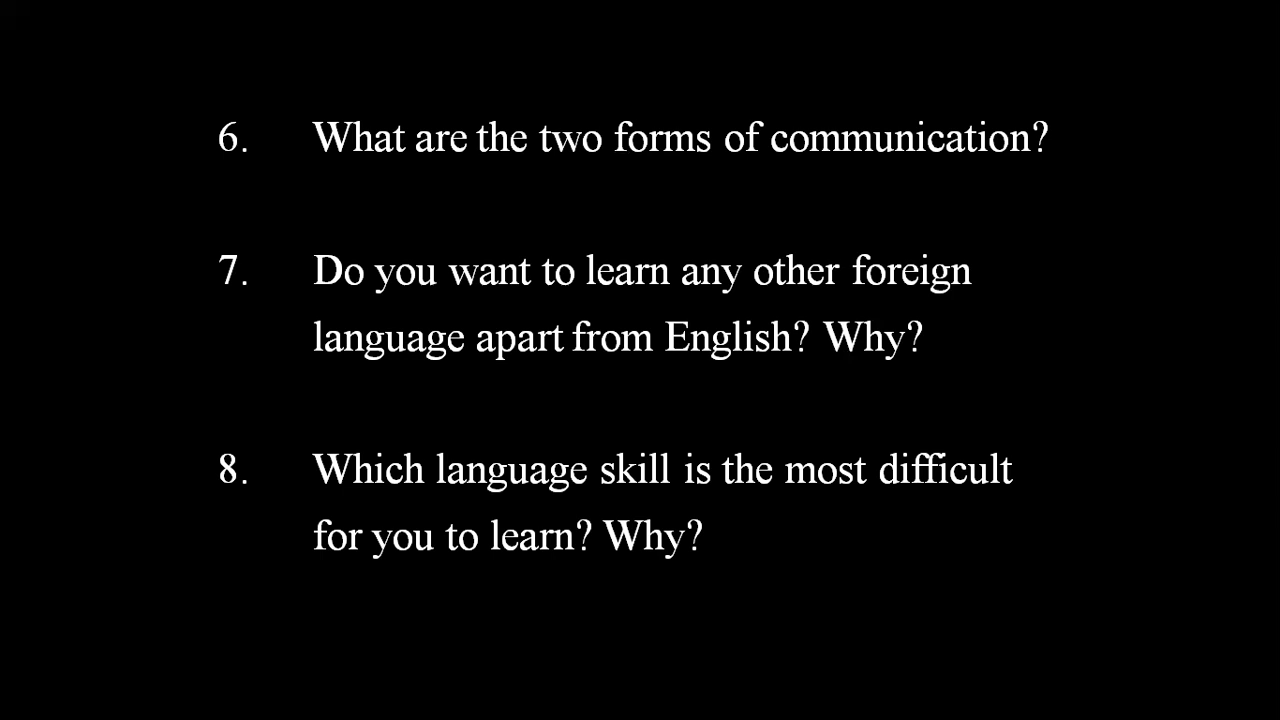 6. What are the two forms of communication?
7. Do you want to learn any other foreign
language apart from English? Why?
8. Which language skill is the most difficult
for you to learn? Why?